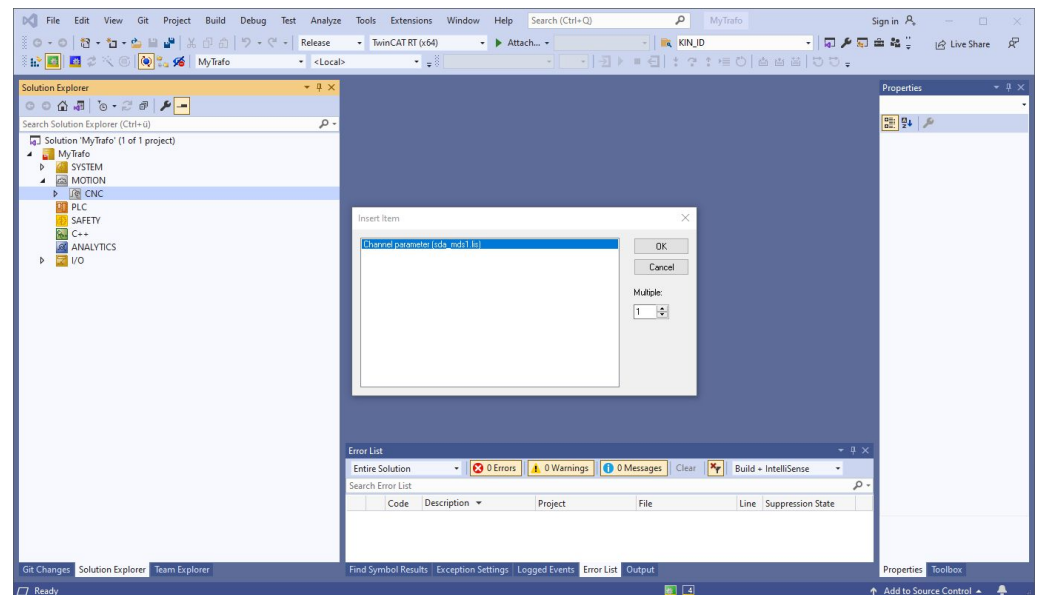 File Edit View Git Project Build Debug Test Analyze Tools Extensions Window Help Search (Ctrl+Q) MyTrafo Sign in
Release TwinCAT RT (x64) Attach... KIN_ID Live Share
MyTrafo <Local>
Solution Explorer
Search Solution Explorer (Ctrl+ü)
Solution 'MyTrafo' (1 of 1 project)
MyTrafo
SYSTEM
MOTION
CNC
PLC
SAFETY
C++
ANALYTICS
I/O
Insert Item
Channel parameter (sda_mds1.lis)
OK
Cancel
Multiple:
1
Properties
Error List
Entire Solution 0 Errors 0 Warnings 0 Messages Clear Build + IntelliSense
Search Error List
Code Description Project File Line Suppression State
Git Changes Solution Explorer Team Explorer
Find Symbol Results Exception Settings Logged Events Error List Output
Properties Toolbox
Ready 4 Add to Source Control